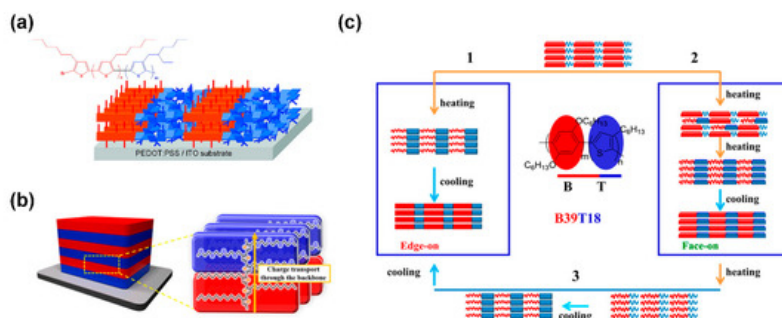 (a)
PEDOT:PSS / ITO substrate
(b)
Charge transport
through the backbone
(c)
1
2
heating
heating
heating
cooling
cooling
OC₆H₁₃
C₆H₁₃
C₆H₁₃O
m
n
S
B T
B39T18
Edge-on
Face-on
cooling
heating
3
cooling